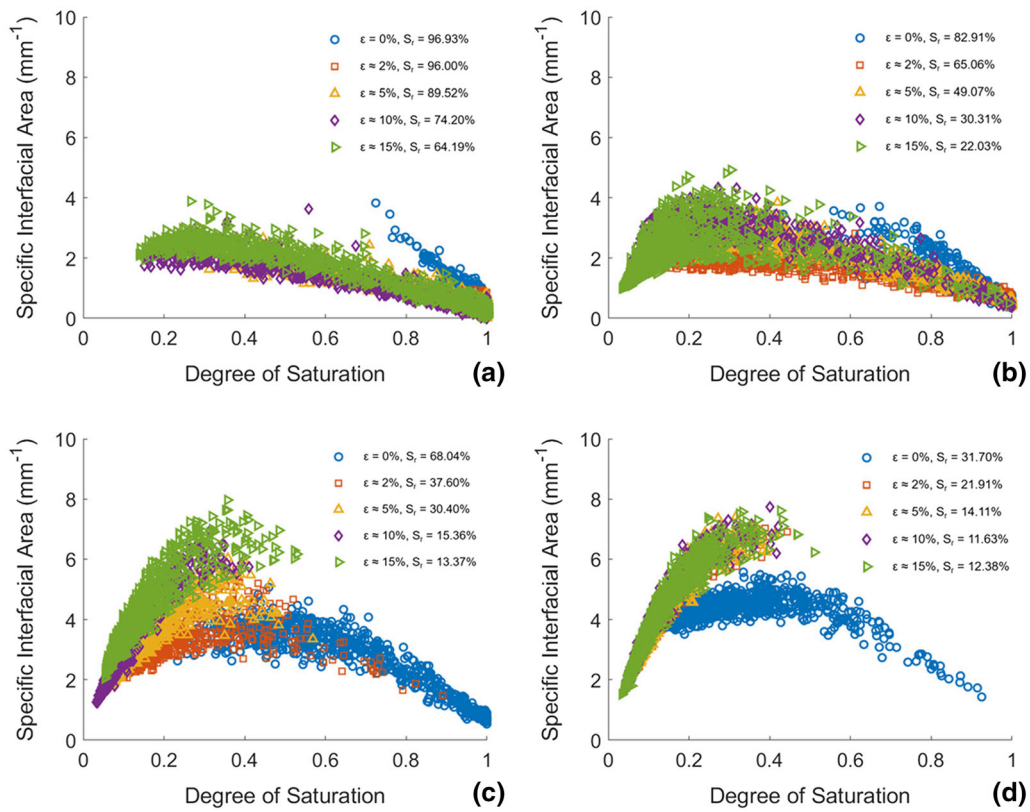 10
8
6
4
2
0
Specific Interfacial Area (mm⁻¹)
ε = 0%, Sᵣ = 96.93%
ε ≈ 2%, Sᵣ = 96.00%
ε ≈ 5%, Sᵣ = 89.52%
ε ≈ 10%, Sᵣ = 74.20%
ε ≈ 15%, Sᵣ = 64.19%
0 0.2 0.4 0.6 0.8 1
Degree of Saturation
(a)
10
8
6
4
2
0
Specific Interfacial Area (mm⁻¹)
ε = 0%, Sᵣ = 82.91%
ε ≈ 2%, Sᵣ = 65.06%
ε ≈ 5%, Sᵣ = 49.07%
ε ≈ 10%, Sᵣ = 30.31%
ε ≈ 15%, Sᵣ = 22.03%
0 0.2 0.4 0.6 0.8 1
Degree of Saturation
(b)
10
8
6
4
2
0
Specific Interfacial Area (mm⁻¹)
ε = 0%, Sᵣ = 68.04%
ε ≈ 2%, Sᵣ = 37.60%
ε ≈ 5%, Sᵣ = 30.40%
ε ≈ 10%, Sᵣ = 15.36%
ε ≈ 15%, Sᵣ = 13.37%
0 0.2 0.4 0.6 0.8 1
Degree of Saturation
(c)
10
8
6
4
2
0
Specific Interfacial Area (mm⁻¹)
ε = 0%, Sᵣ = 31.70%
ε ≈ 2%, Sᵣ = 21.91%
ε ≈ 5%, Sᵣ = 14.11%
ε ≈ 10%, Sᵣ = 11.63%
ε ≈ 15%, Sᵣ = 12.38%
0 0.2 0.4 0.6 0.8 1
Degree of Saturation
(d)